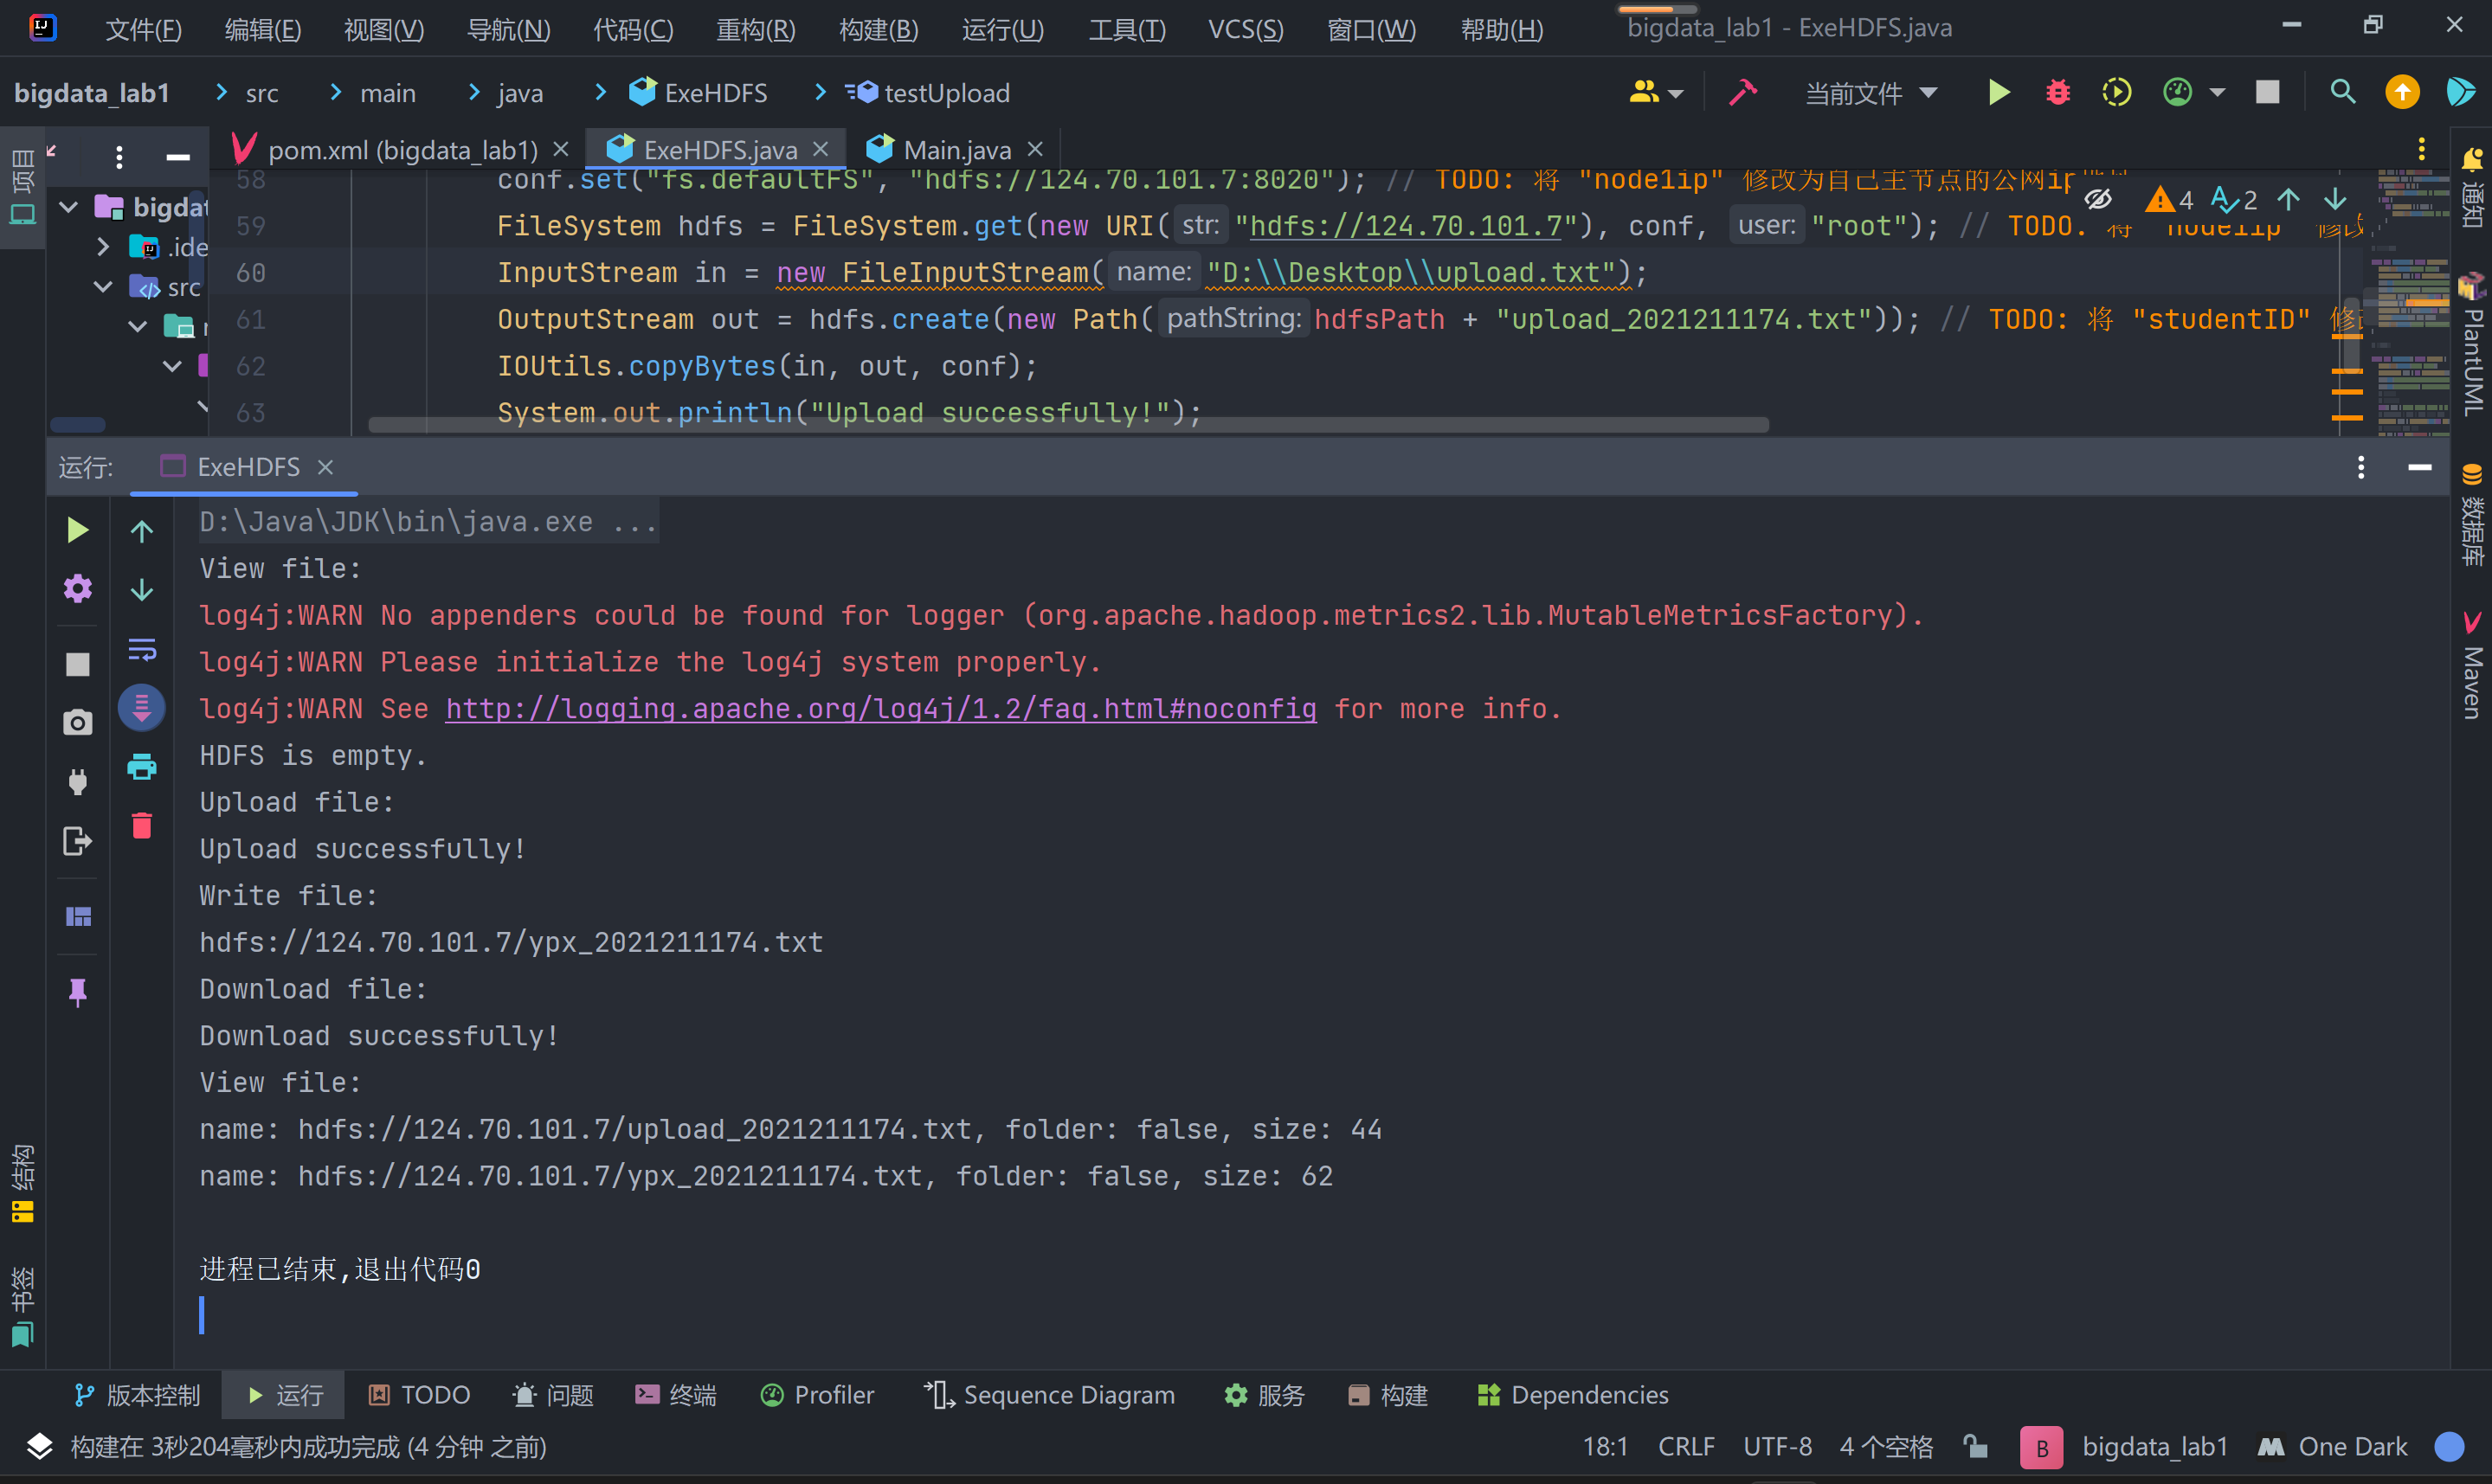 文件(F) 编辑(E) 视图(V) 导航(N) 代码(C) 重构(R) 构建(B) 运行(U) 工具(T) VCS(S) 窗口(W) 帮助(H) bigdata_lab1 - ExeHDFS.java
bigdata_lab1 src main java ExeHDFS testUpload 当前文件
项目
pom.xml (bigdata_lab1) ExeHDFS.java Main.java
bigdat
.ide
src
58 conf.set("fs.defaultFS", "hdfs://124.70.101.7:8020"); // TODO: 将 "node1ip" 修改为自己主节点的公网ip
4 2
59 FileSystem hdfs = FileSystem.get(new URI( str: "hdfs://124.70.101.7"), conf, user: "root"); // TODO: 将 "node1ip" 修改
60 InputStream in = new FileInputStream( name: "D:\\Desktop\\upload.txt");
61 OutputStream out = hdfs.create(new Path( pathString: hdfsPath + "upload_2021211174.txt")); // TODO: 将 "studentID"
62 IOUtils.copyBytes(in, out, conf);
63 System.out.println("Upload successfully!");
通知
PlantUML
数据库
Maven
运行: ExeHDFS
D:\Java\JDK\bin\java.exe ...
View file:
log4j:WARN No appenders could be found for logger (org.apache.hadoop.metrics2.lib.MutableMetricsFactory).
log4j:WARN Please initialize the log4j system properly.
log4j:WARN See http://logging.apache.org/log4j/1.2/faq.html#noconfig for more info.
HDFS is empty.
Upload file:
Upload successfully!
Write file:
hdfs://124.70.101.7/ypx_2021211174.txt
Download file:
Download successfully!
View file:
name: hdfs://124.70.101.7/upload_2021211174.txt, folder: false, size: 44
name: hdfs://124.70.101.7/ypx_2021211174.txt, folder: false, size: 62
进程已结束,退出代码0
结构
书签
版本控制 运行 TODO 问题 终端 Profiler Sequence Diagram 服务 构建 Dependencies
构建在 3秒204毫秒内成功完成 (4 分钟 之前) 18:1 CRLF UTF-8 4 个空格 B bigdata_lab1 One Dark